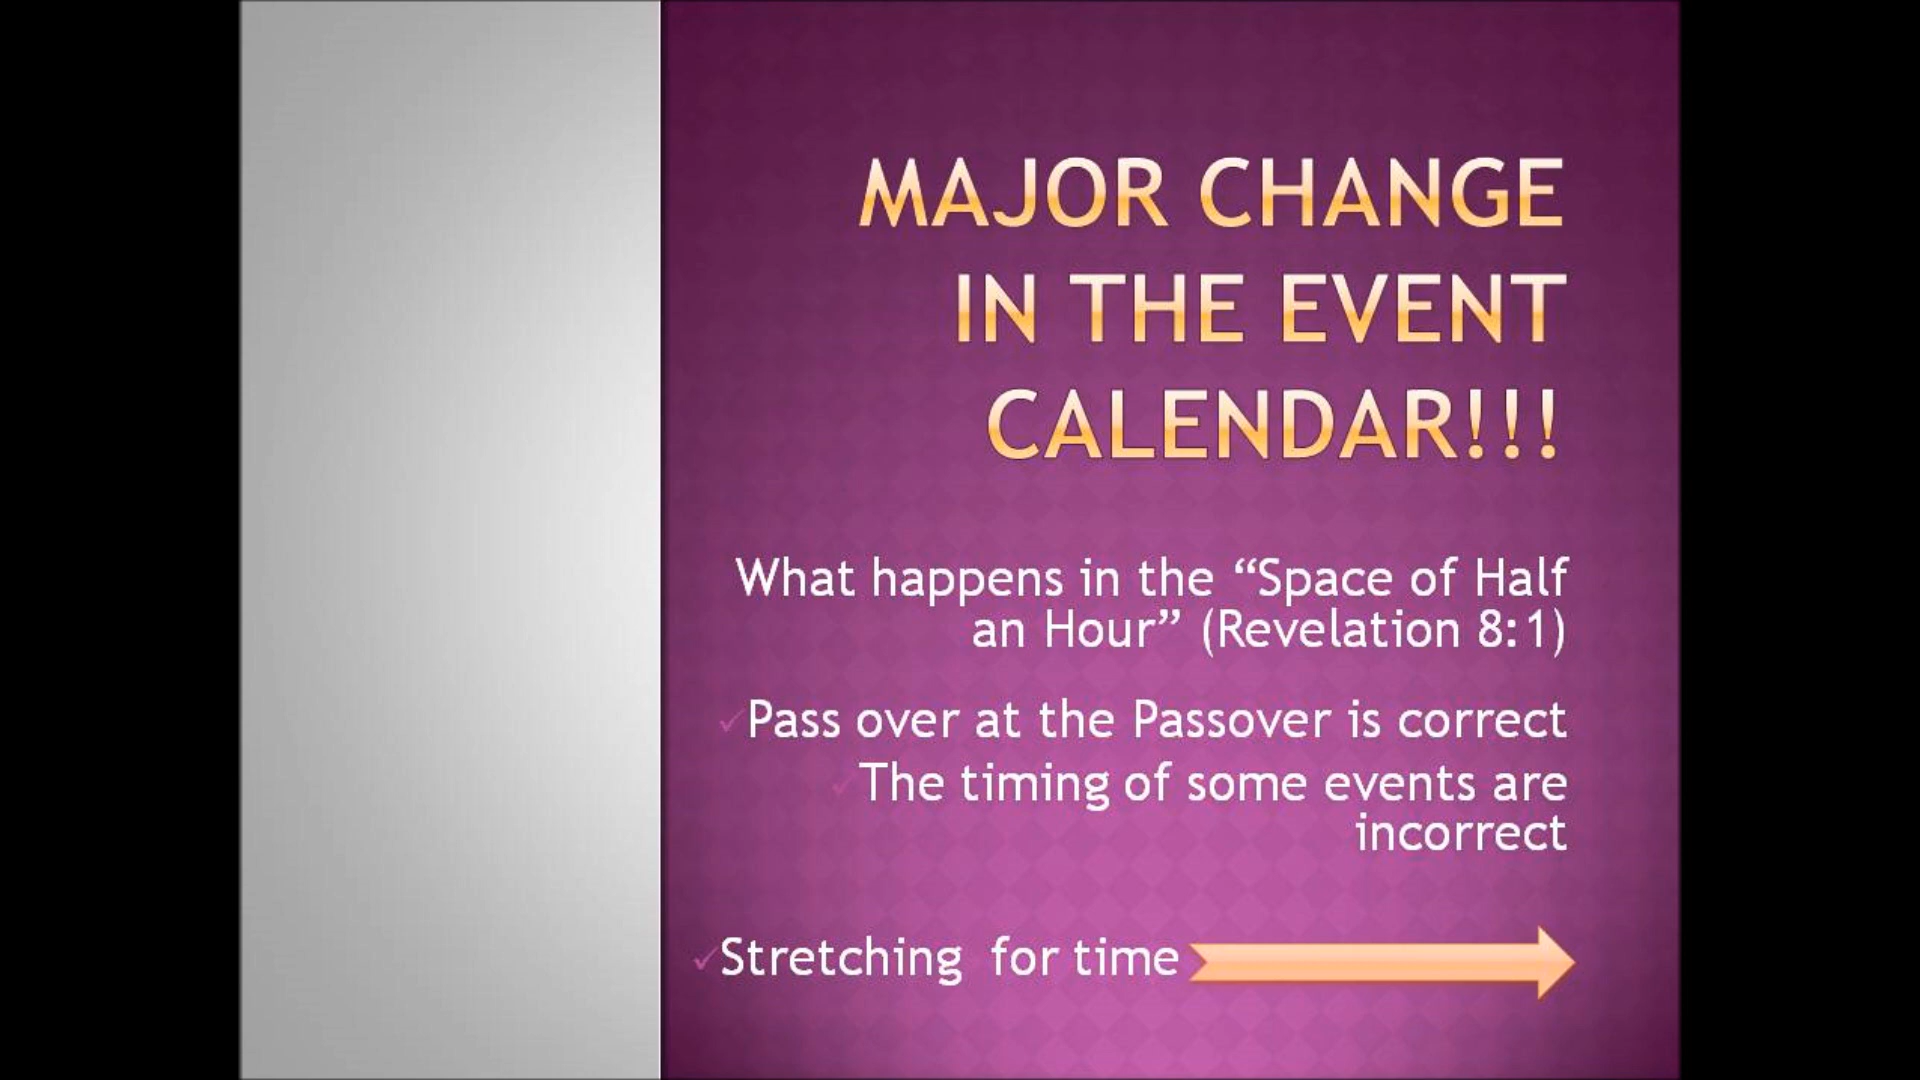 MAJOR CHANGE
IN THE EVENT
CALENDAR!!!
What happens in the “Space of Half
an Hour” (Revelation 8:1)
✓Pass over at the Passover is correct
✓The timing of some events are
incorrect
✓Stretching  for time